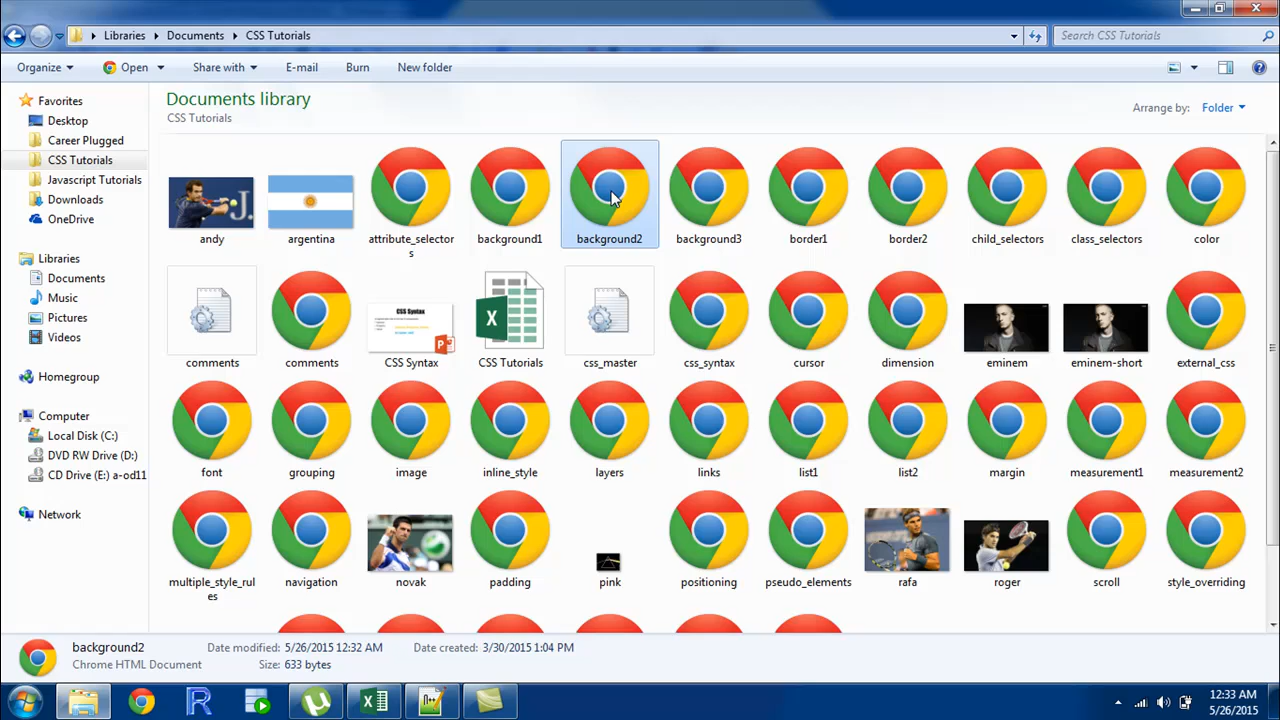 Libraries Documents CSS Tutorials Search CSS Tutorials
Organize Open Share with E-mail Burn New folder
Favorites
Desktop
Career Plugged
CSS Tutorials
Javascript Tutorials
Downloads
OneDrive
Libraries
Documents
Music
Pictures
Videos
Homegroup
Computer
Local Disk (C:)
DVD RW Drive (D:)
CD Drive (E:) a-od11
Network
Documents library
CSS Tutorials
Arrange by: Folder
andy argentina attribute_selector background1 background2 background3 border1 border2 child_selectors class_selectors color
s
comments comments CSS Syntax CSS Tutorials css_master css_syntax cursor dimension eminem eminem-short external_css
font grouping image inline_style layers links list1 list2 margin measurement1 measurement2
multiple_style_rul navigation novak padding pink positioning pseudo_elements rafa roger scroll style_overriding
es
background2 Date modified: 5/26/2015 12:32 AM Date created: 3/30/2015 1:04 PM
Chrome HTML Document Size: 633 bytes
12:33 AM
5/26/2015